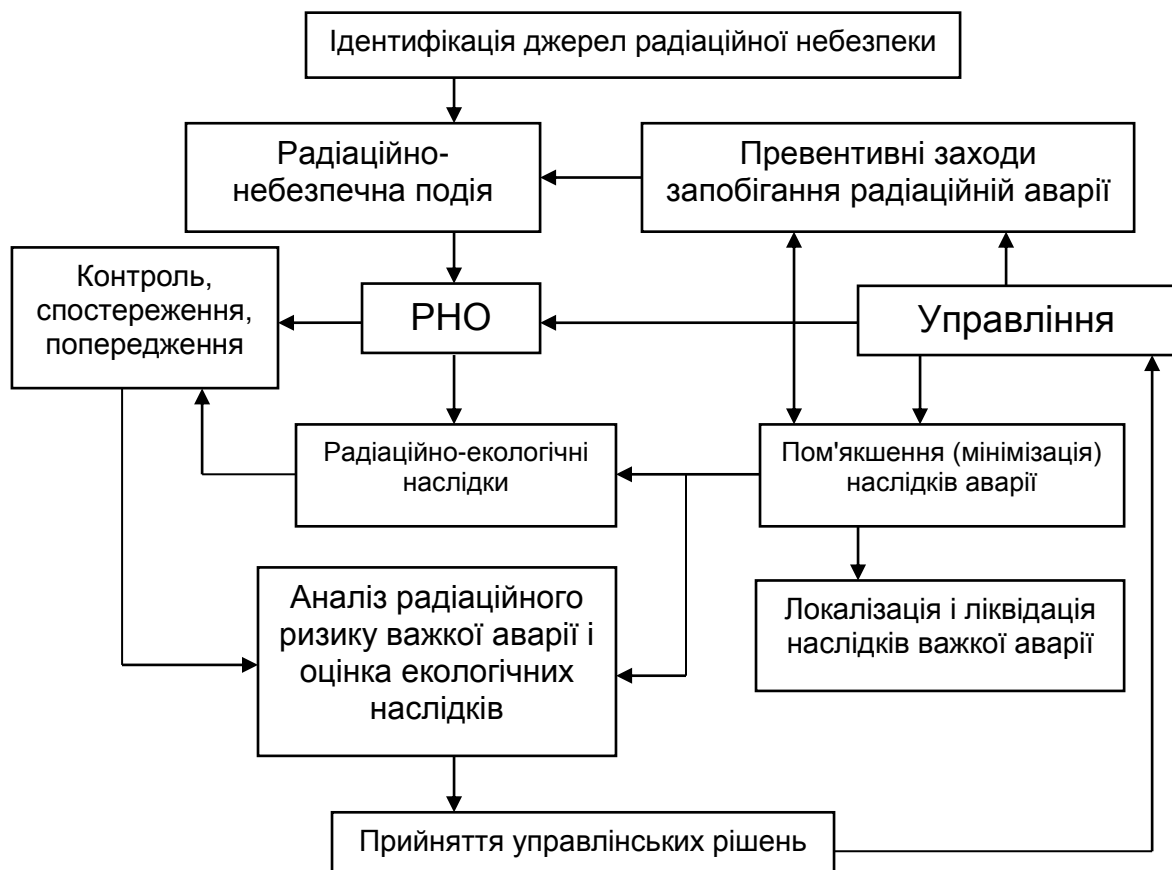 Ідентифікація джерел радіаційної небезпеки
Радіаційно-
небезпечна подія
Превентивні заходи
запобігання радіаційній аварії
Контроль,
спостереження,
попередження
РНО
Управління
Радіаційно-екологічні
наслідки
Пом'якшення (мінімізація)
наслідків аварії
Аналіз радіаційного
ризику важкої аварії і
оцінка екологічних
наслідків
Локалізація і ліквідація
наслідків важкої аварії
Прийняття управлінських рішень